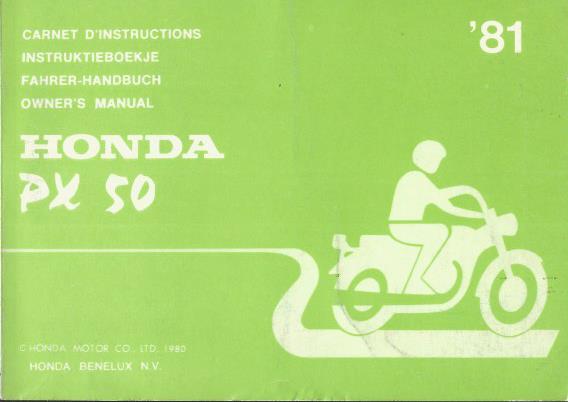 CARNET D'INSTRUCTIONS
INSTRUKTIEBOEKJE
FAHRER-HANDBUCH
OWNER'S MANUAL
'81
HONDA
PX 50
© HONDA MOTOR CO., LTD. 1980
HONDA BENELUX N.V.